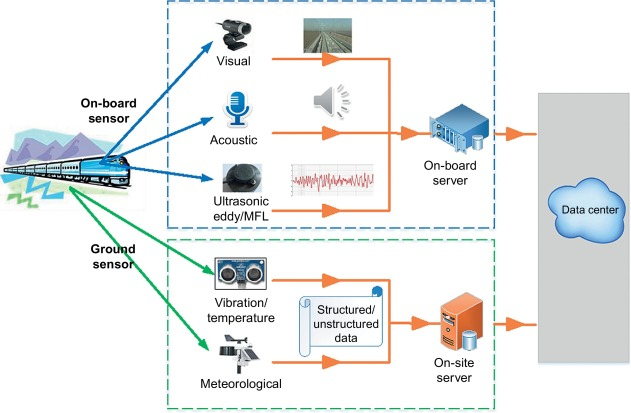 Visual
On-board
sensor
Acoustic
On-board
server
Ultrasonic
eddy/MFL
Data center
Ground
sensor
Vibration/
temperature
Structured/
unstructured
data
Meteorological
On-site
server